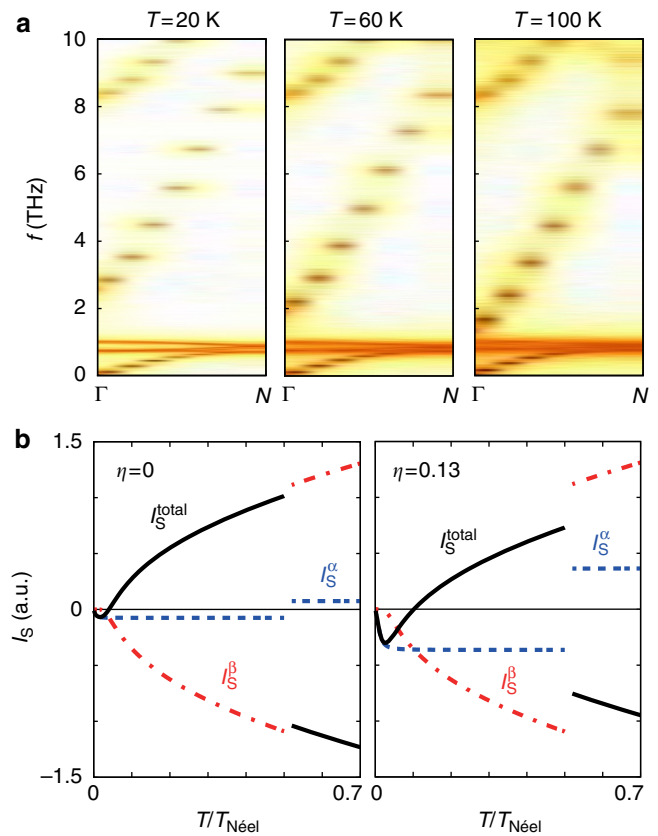 a
T=20 K
T=60 K
T=100 K
10
8
6
4
2
0
f (THz)
Γ
N
Γ
N
Γ
N
b
1.5
0
−1.5
I_S (a.u.)
η=0
I_S^total
I_S^α
I_S^β
0
0.7
T/T_Néel
η=0.13
I_S^total
I_S^α
I_S^β
0
0.7
T/T_Néel